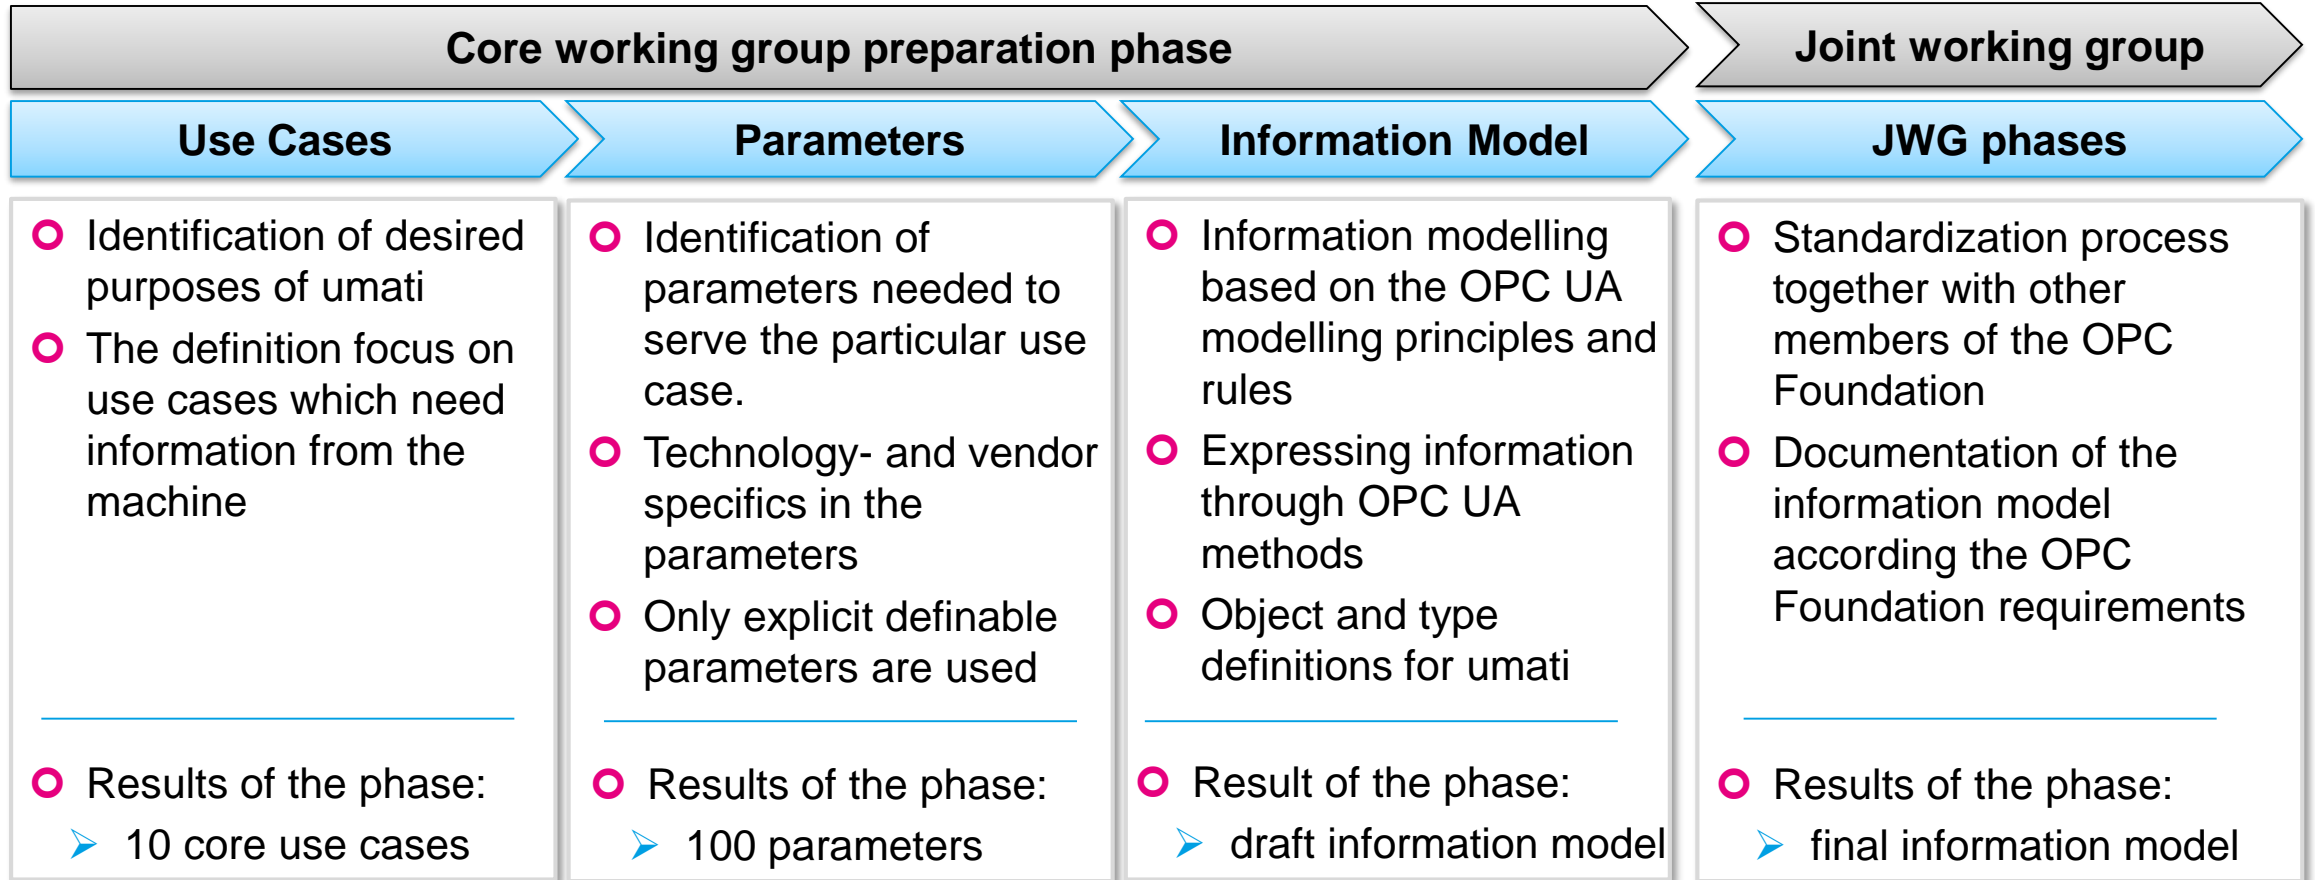 Core working group preparation phase
Joint working group
Use Cases
Parameters
Information Model
JWG phases
Identification of desired
purposes of umati
The definition focus on
use cases which need
information from the
machine
Results of the phase:
10 core use cases
Identification of
parameters needed to
serve the particular use
case.
Technology- and vendor
specifics in the
parameters
Only explicit definable
parameters are used
Results of the phase:
100 parameters
Information modelling
based on the OPC UA
modelling principles and
rules
Expressing information
through OPC UA
methods
Object and type
definitions for umati
Result of the phase:
draft information model
Standardization process
together with other
members of the OPC
Foundation
Documentation of the
information model
according the OPC
Foundation requirements
Results of the phase:
final information model